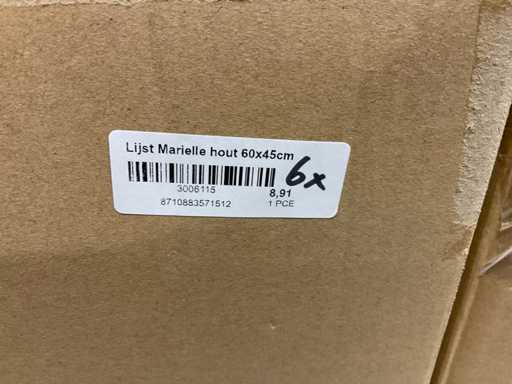 Lijst Marielle hout 60x45cm
6x
3006115
8,91
8710883571512
1 PCE